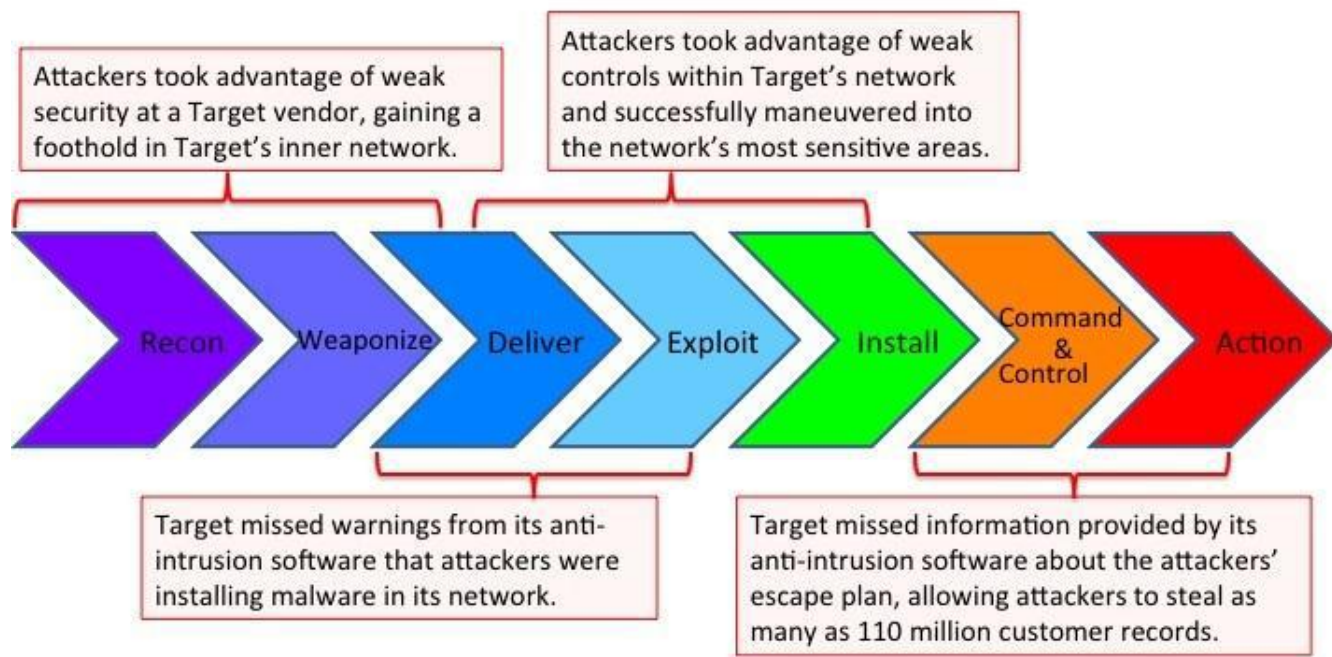 Attackers took advantage of weak
security at a Target vendor, gaining a
foothold in Target’s inner network.
Attackers took advantage of weak
controls within Target’s network
and successfully maneuvered into
the network’s most sensitive areas.
Recon
Weaponize
Deliver
Exploit
Install
Command
&
Control
Action
Target missed warnings from its anti-
intrusion software that attackers were
installing malware in its network.
Target missed information provided by its
anti-intrusion software about the attackers’
escape plan, allowing attackers to steal as
many as 110 million customer records.